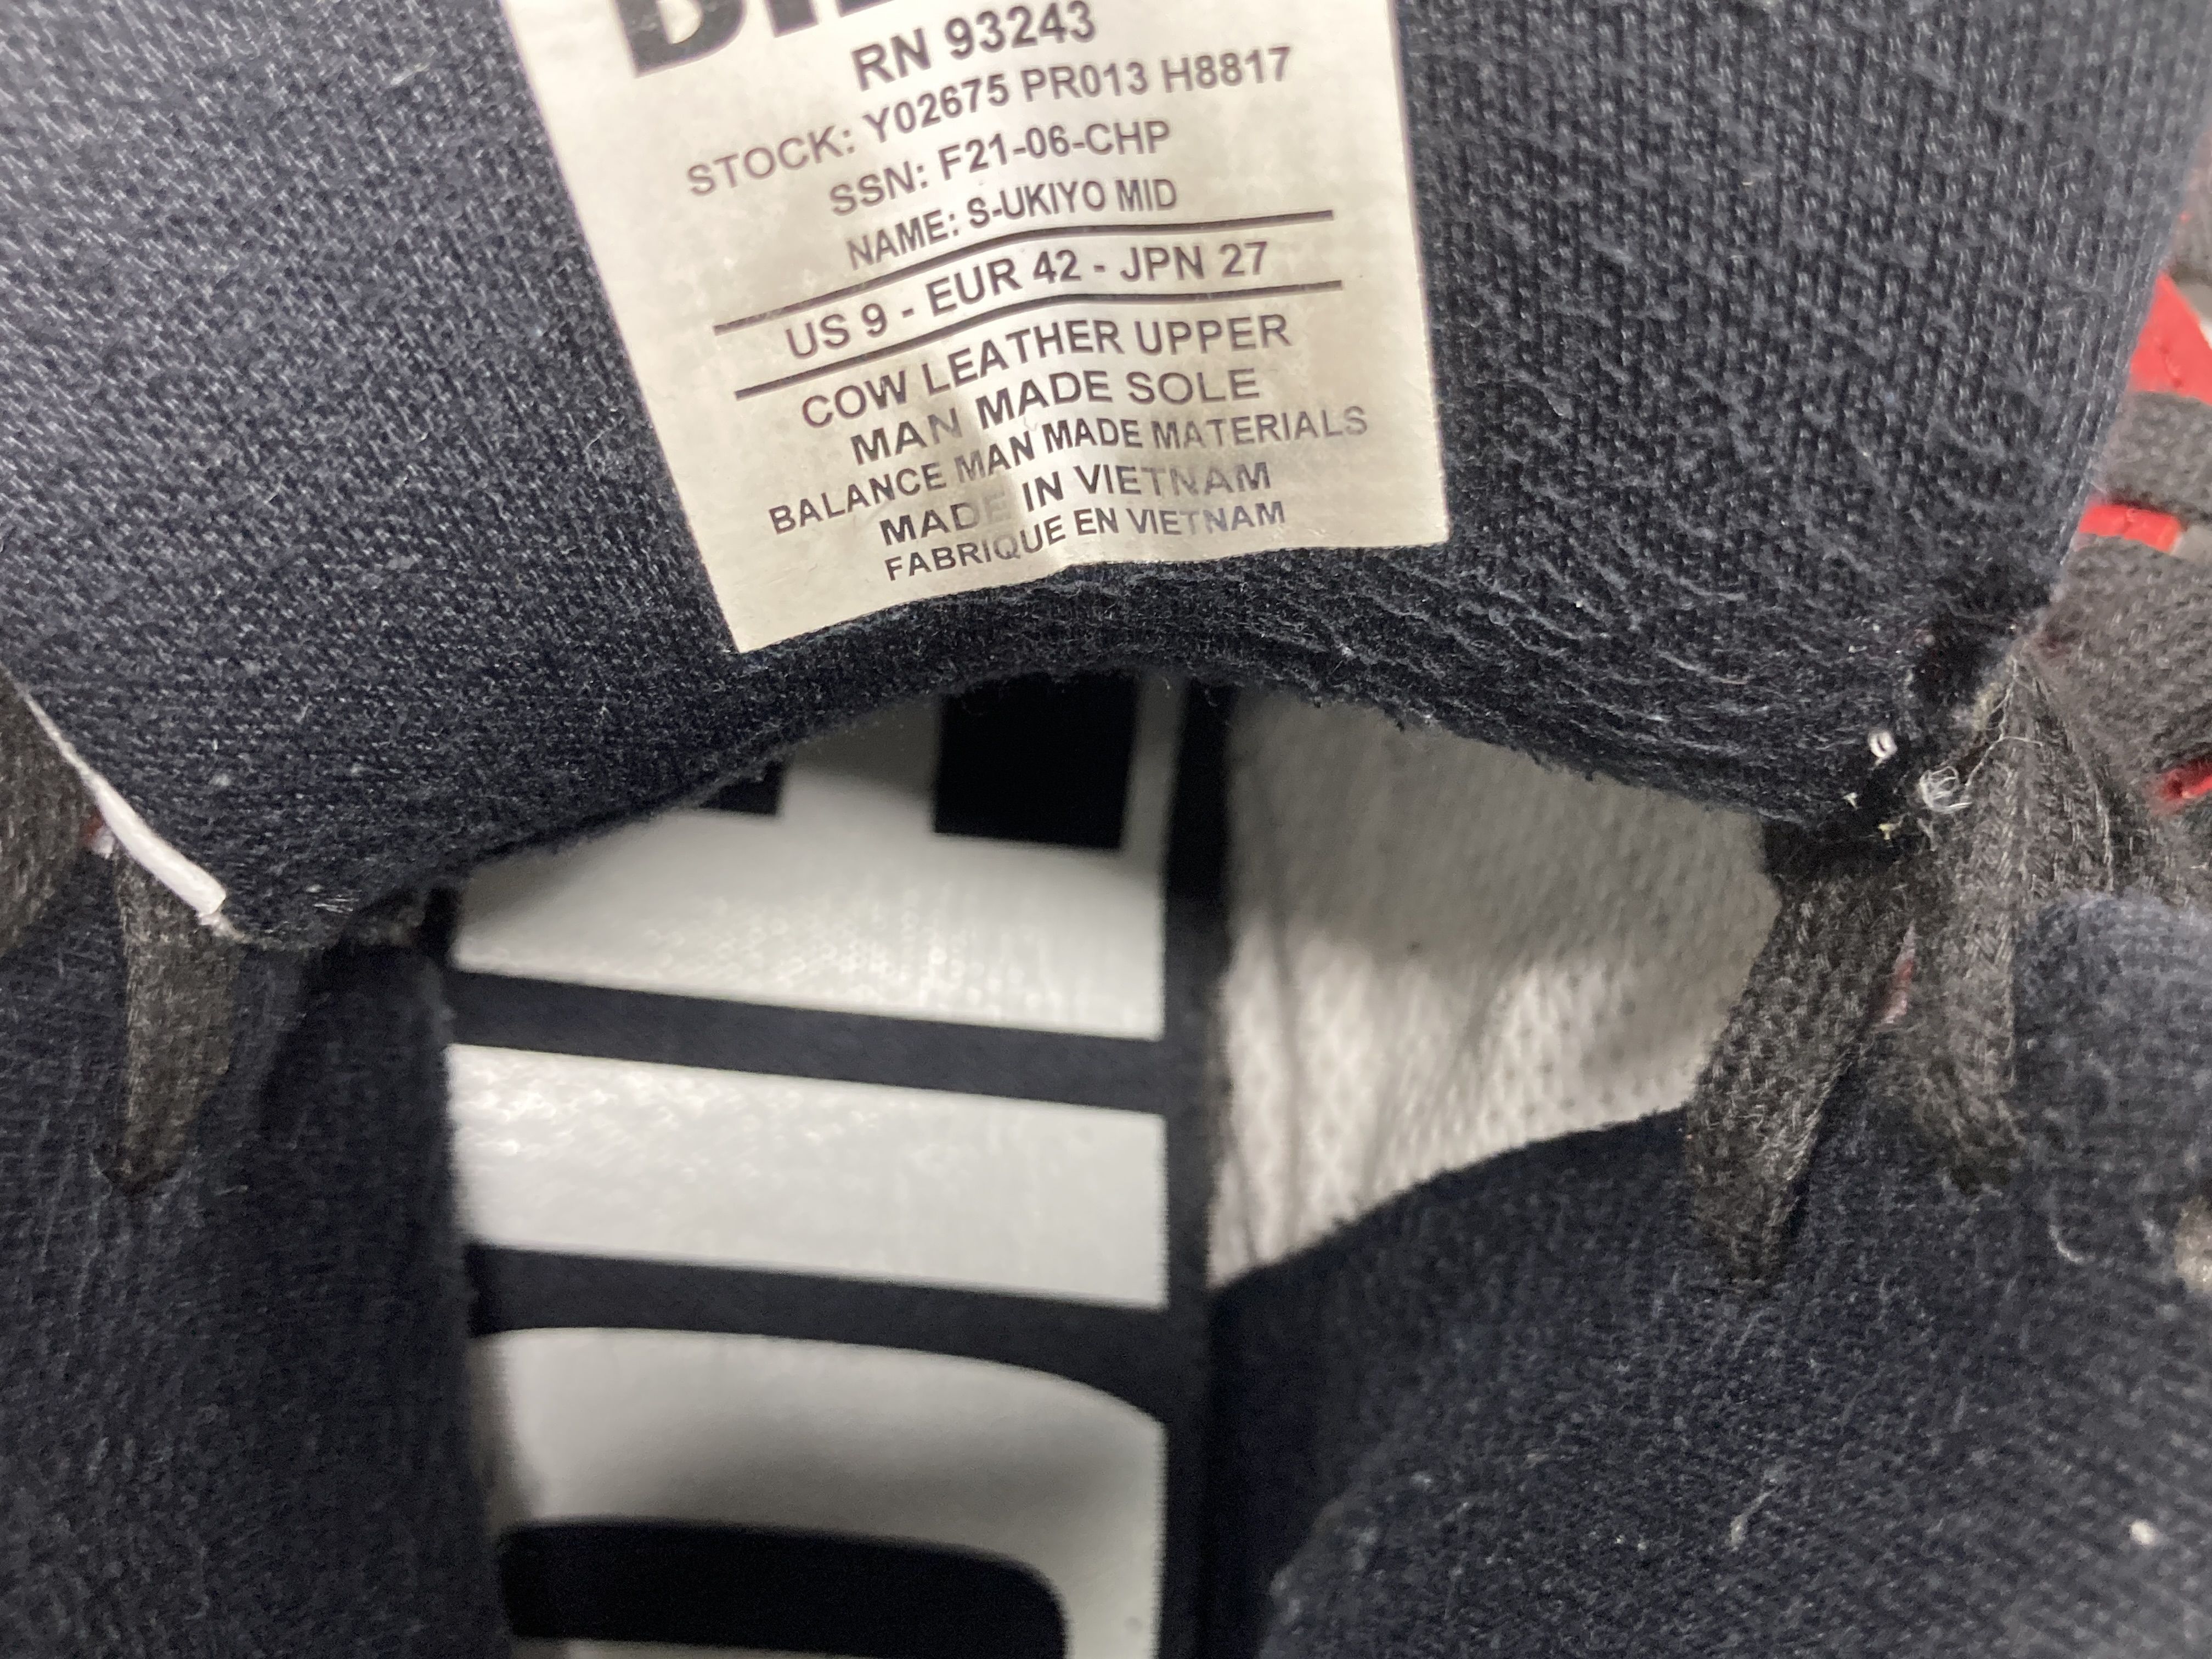 RN 93243
STOCK: Y02675 PR013 H8817
SSN: F21-06-CHP
NAME: S-UKIYO MID
US 9 - EUR 42 - JPN 27
COW LEATHER UPPER
MAN MADE SOLE
BALANCE MAN MADE MATERIALS
MADE IN VIETNAM
FABRIQUE EN VIETNAM